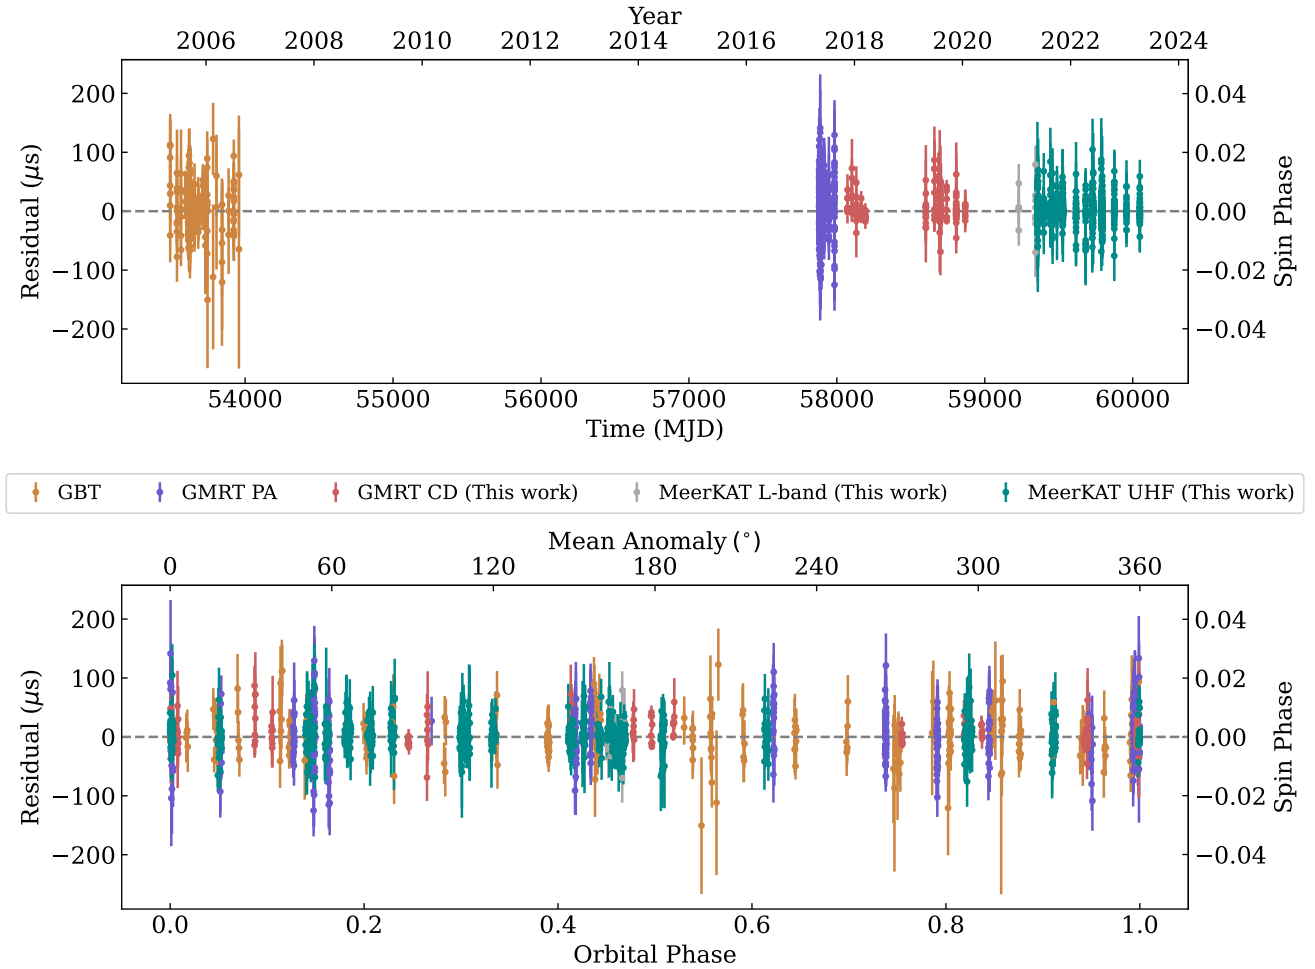 Year
2006 2008 2010 2012 2014 2016 2018 2020 2022 2024
200 0.04
100 0.02
0 0.00
−100 −0.02
−200 −0.04
Residual (μs)
Spin Phase
54000 55000 56000 57000 58000 59000 60000
Time (MJD)
GBT GMRT PA GMRT CD (This work) MeerKAT L-band (This work) MeerKAT UHF (This work)
Mean Anomaly (°)
0 60 120 180 240 300 360
200 0.04
100 0.02
0 0.00
−100 −0.02
−200 −0.04
Residual (μs)
Spin Phase
0.0 0.2 0.4 0.6 0.8 1.0
Orbital Phase